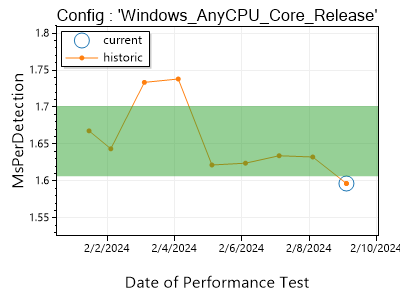 Config : 'Windows_AnyCPU_Core_Release'
current
historic
1.8
1.75
1.7
1.65
1.6
1.55
MsPerDetection
2/2/2024
2/4/2024
2/6/2024
2/8/2024
2/10/2024
Date of Performance Test